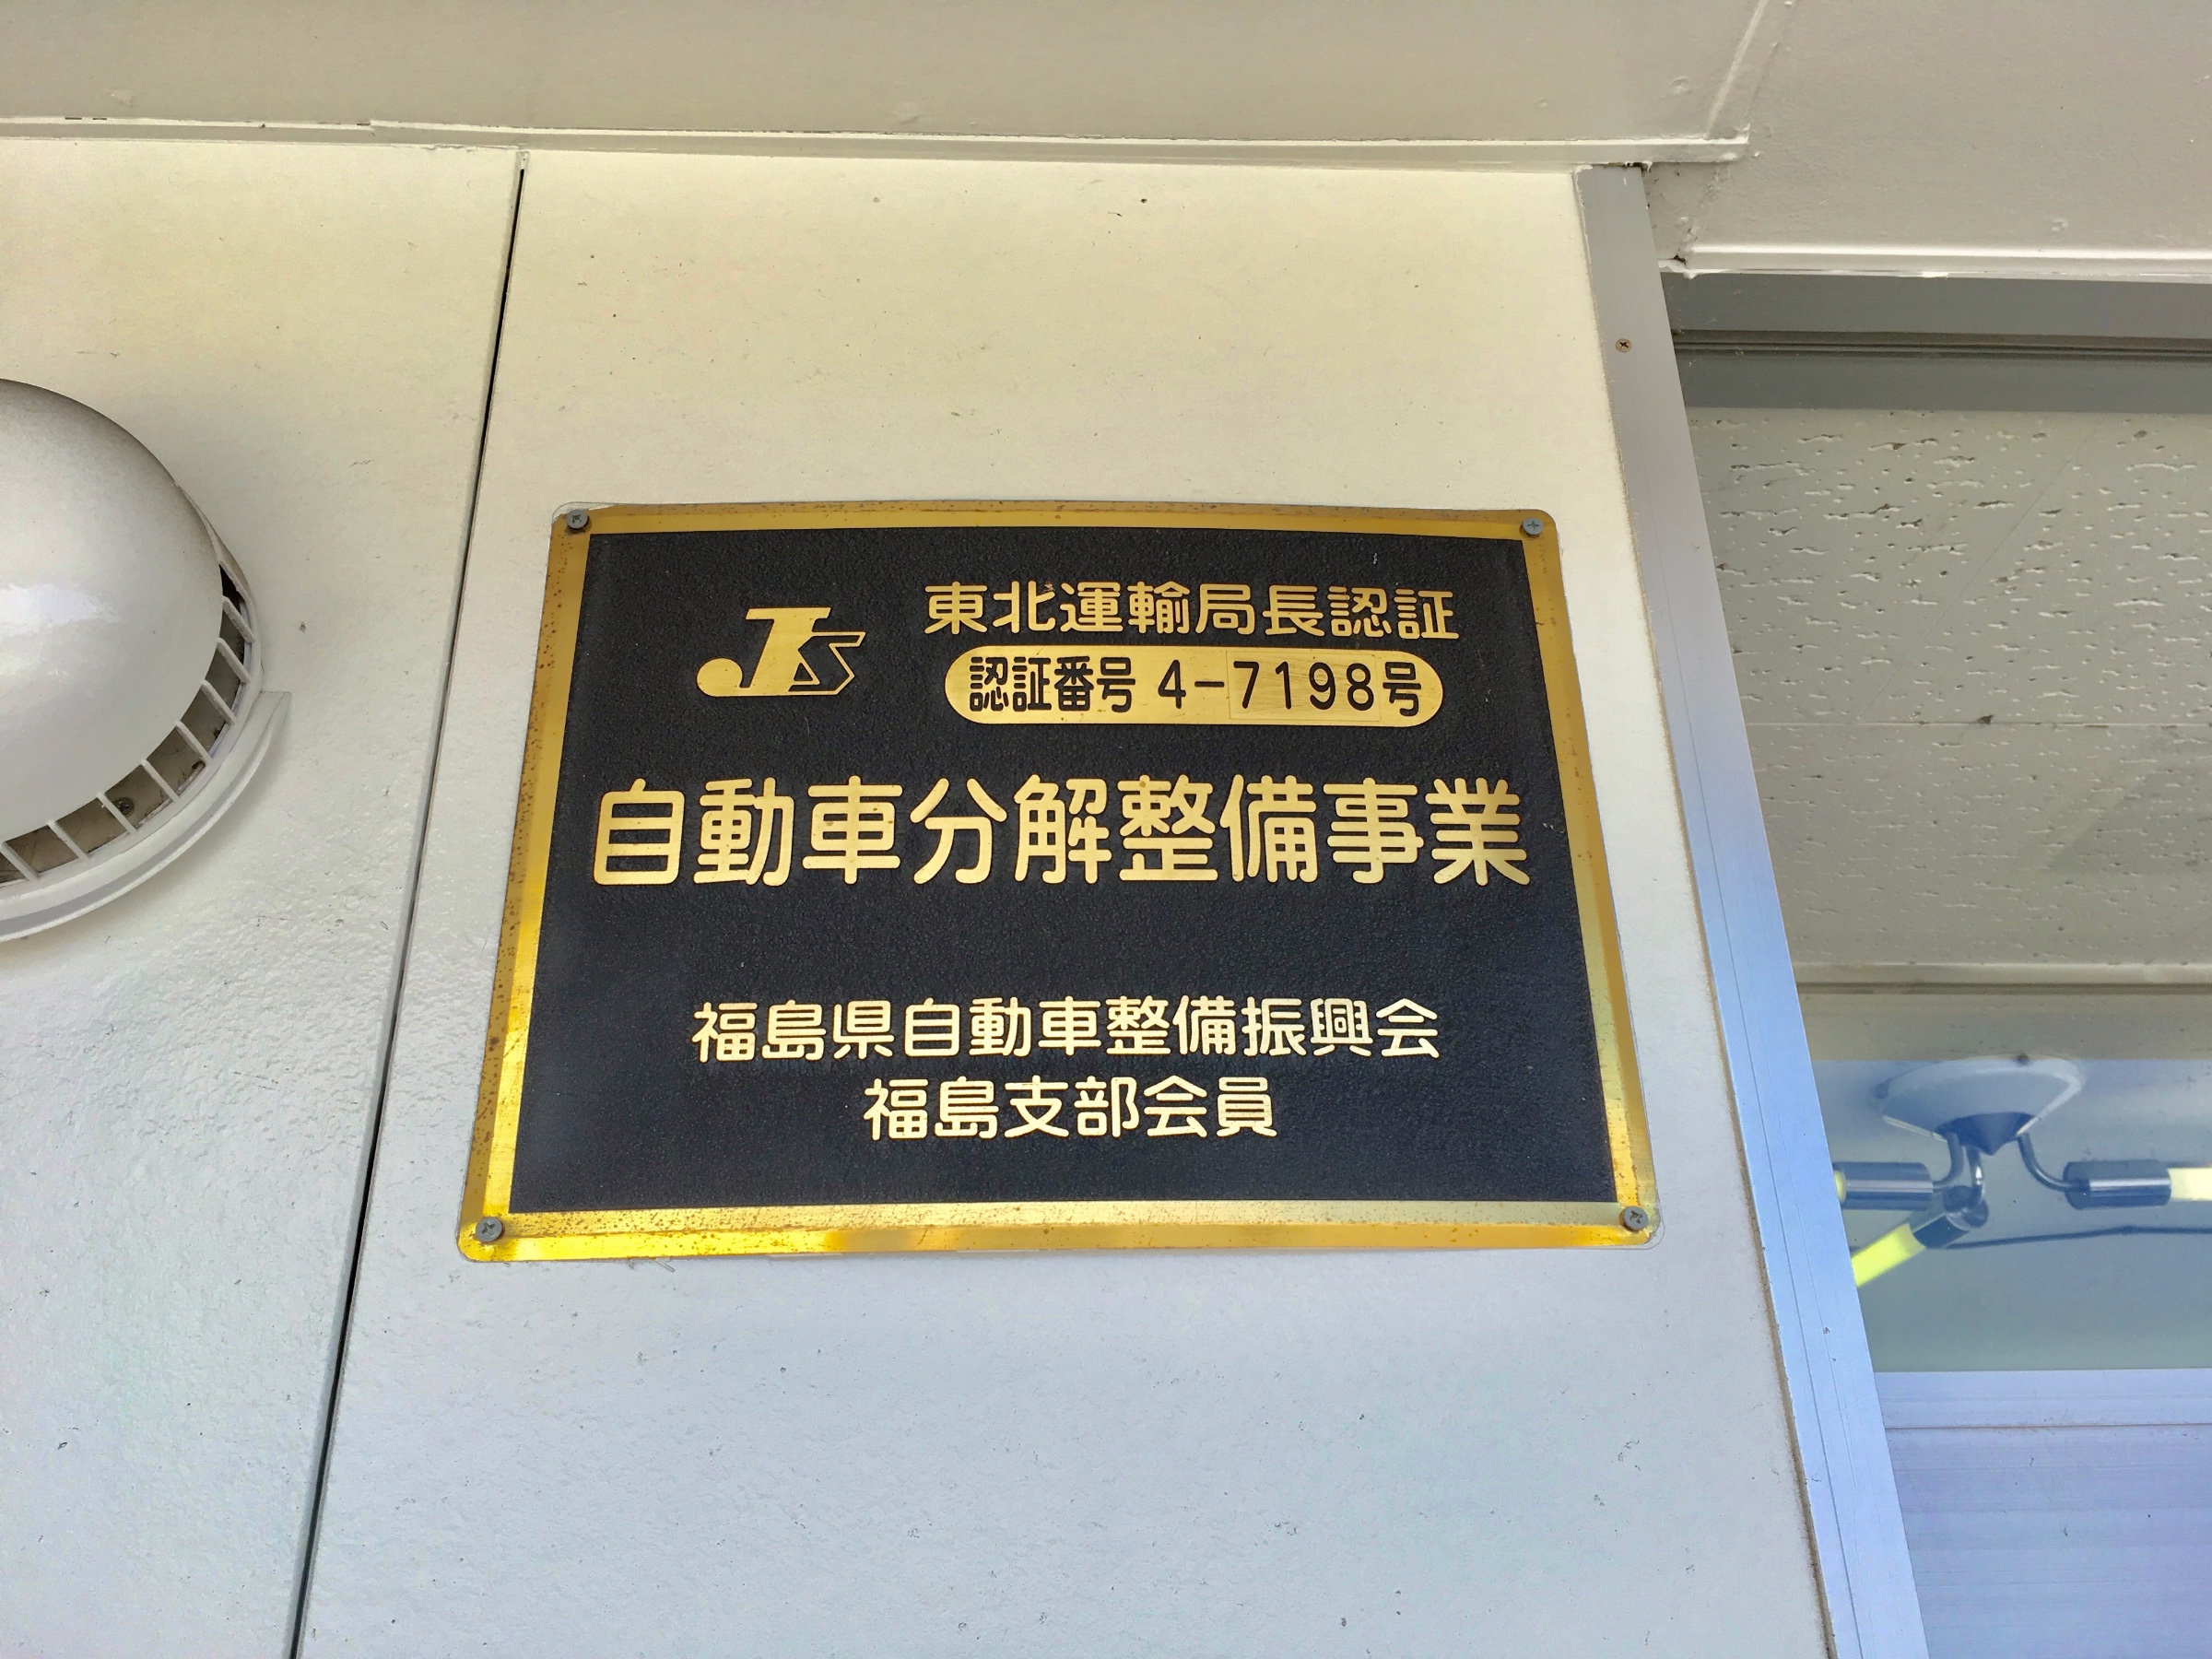 JS
東北運輸局長認証
認証番号 4-7198号
自動車分解整備事業
福島県自動車整備振興会
福島支部会員